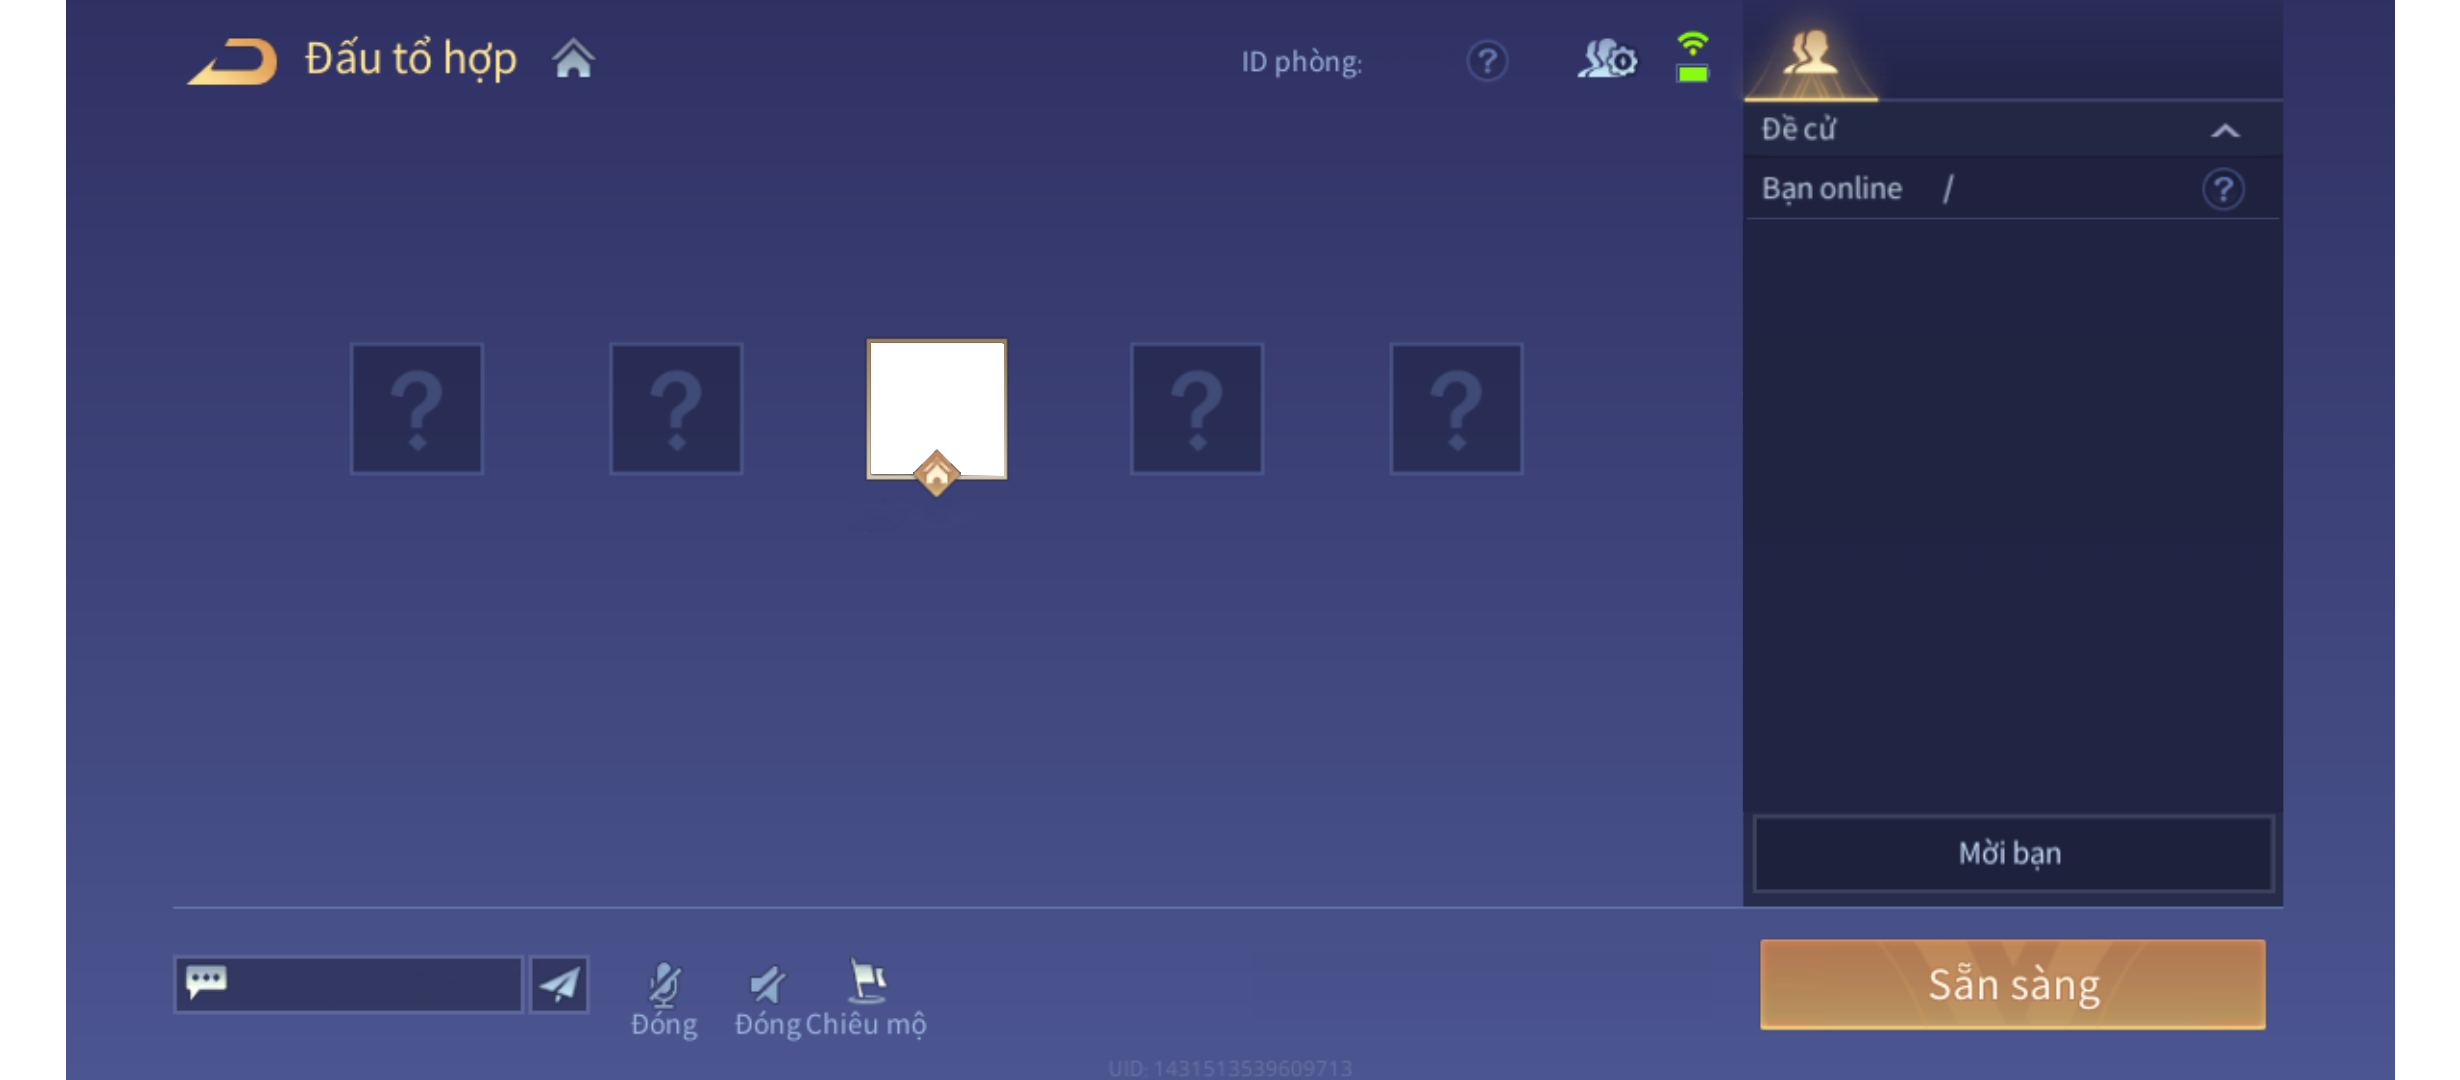 Đấu tổ hợp
ID phòng:
?
Đề cử
Bạn online /
?
? ? ? ?
Mời bạn
Đóng
Đóng
Chiêu mộ
Sẵn sàng
UID: 1431513539609713